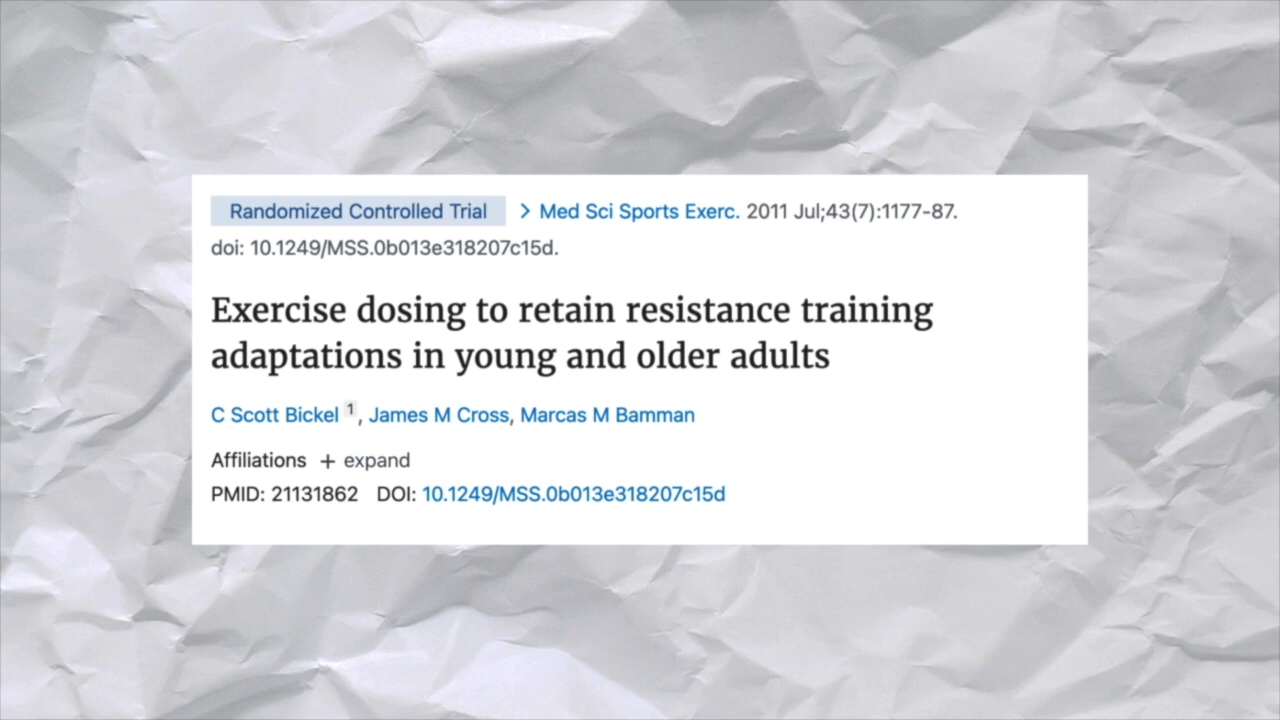 Randomized Controlled Trial > Med Sci Sports Exerc. 2011 Jul;43(7):1177-87.
doi: 10.1249/MSS.0b013e318207c15d.
Exercise dosing to retain resistance training
adaptations in young and older adults
C Scott Bickel 1, James M Cross, Marcas M Bamman
Affiliations + expand
PMID: 21131862 DOI: 10.1249/MSS.0b013e318207c15d